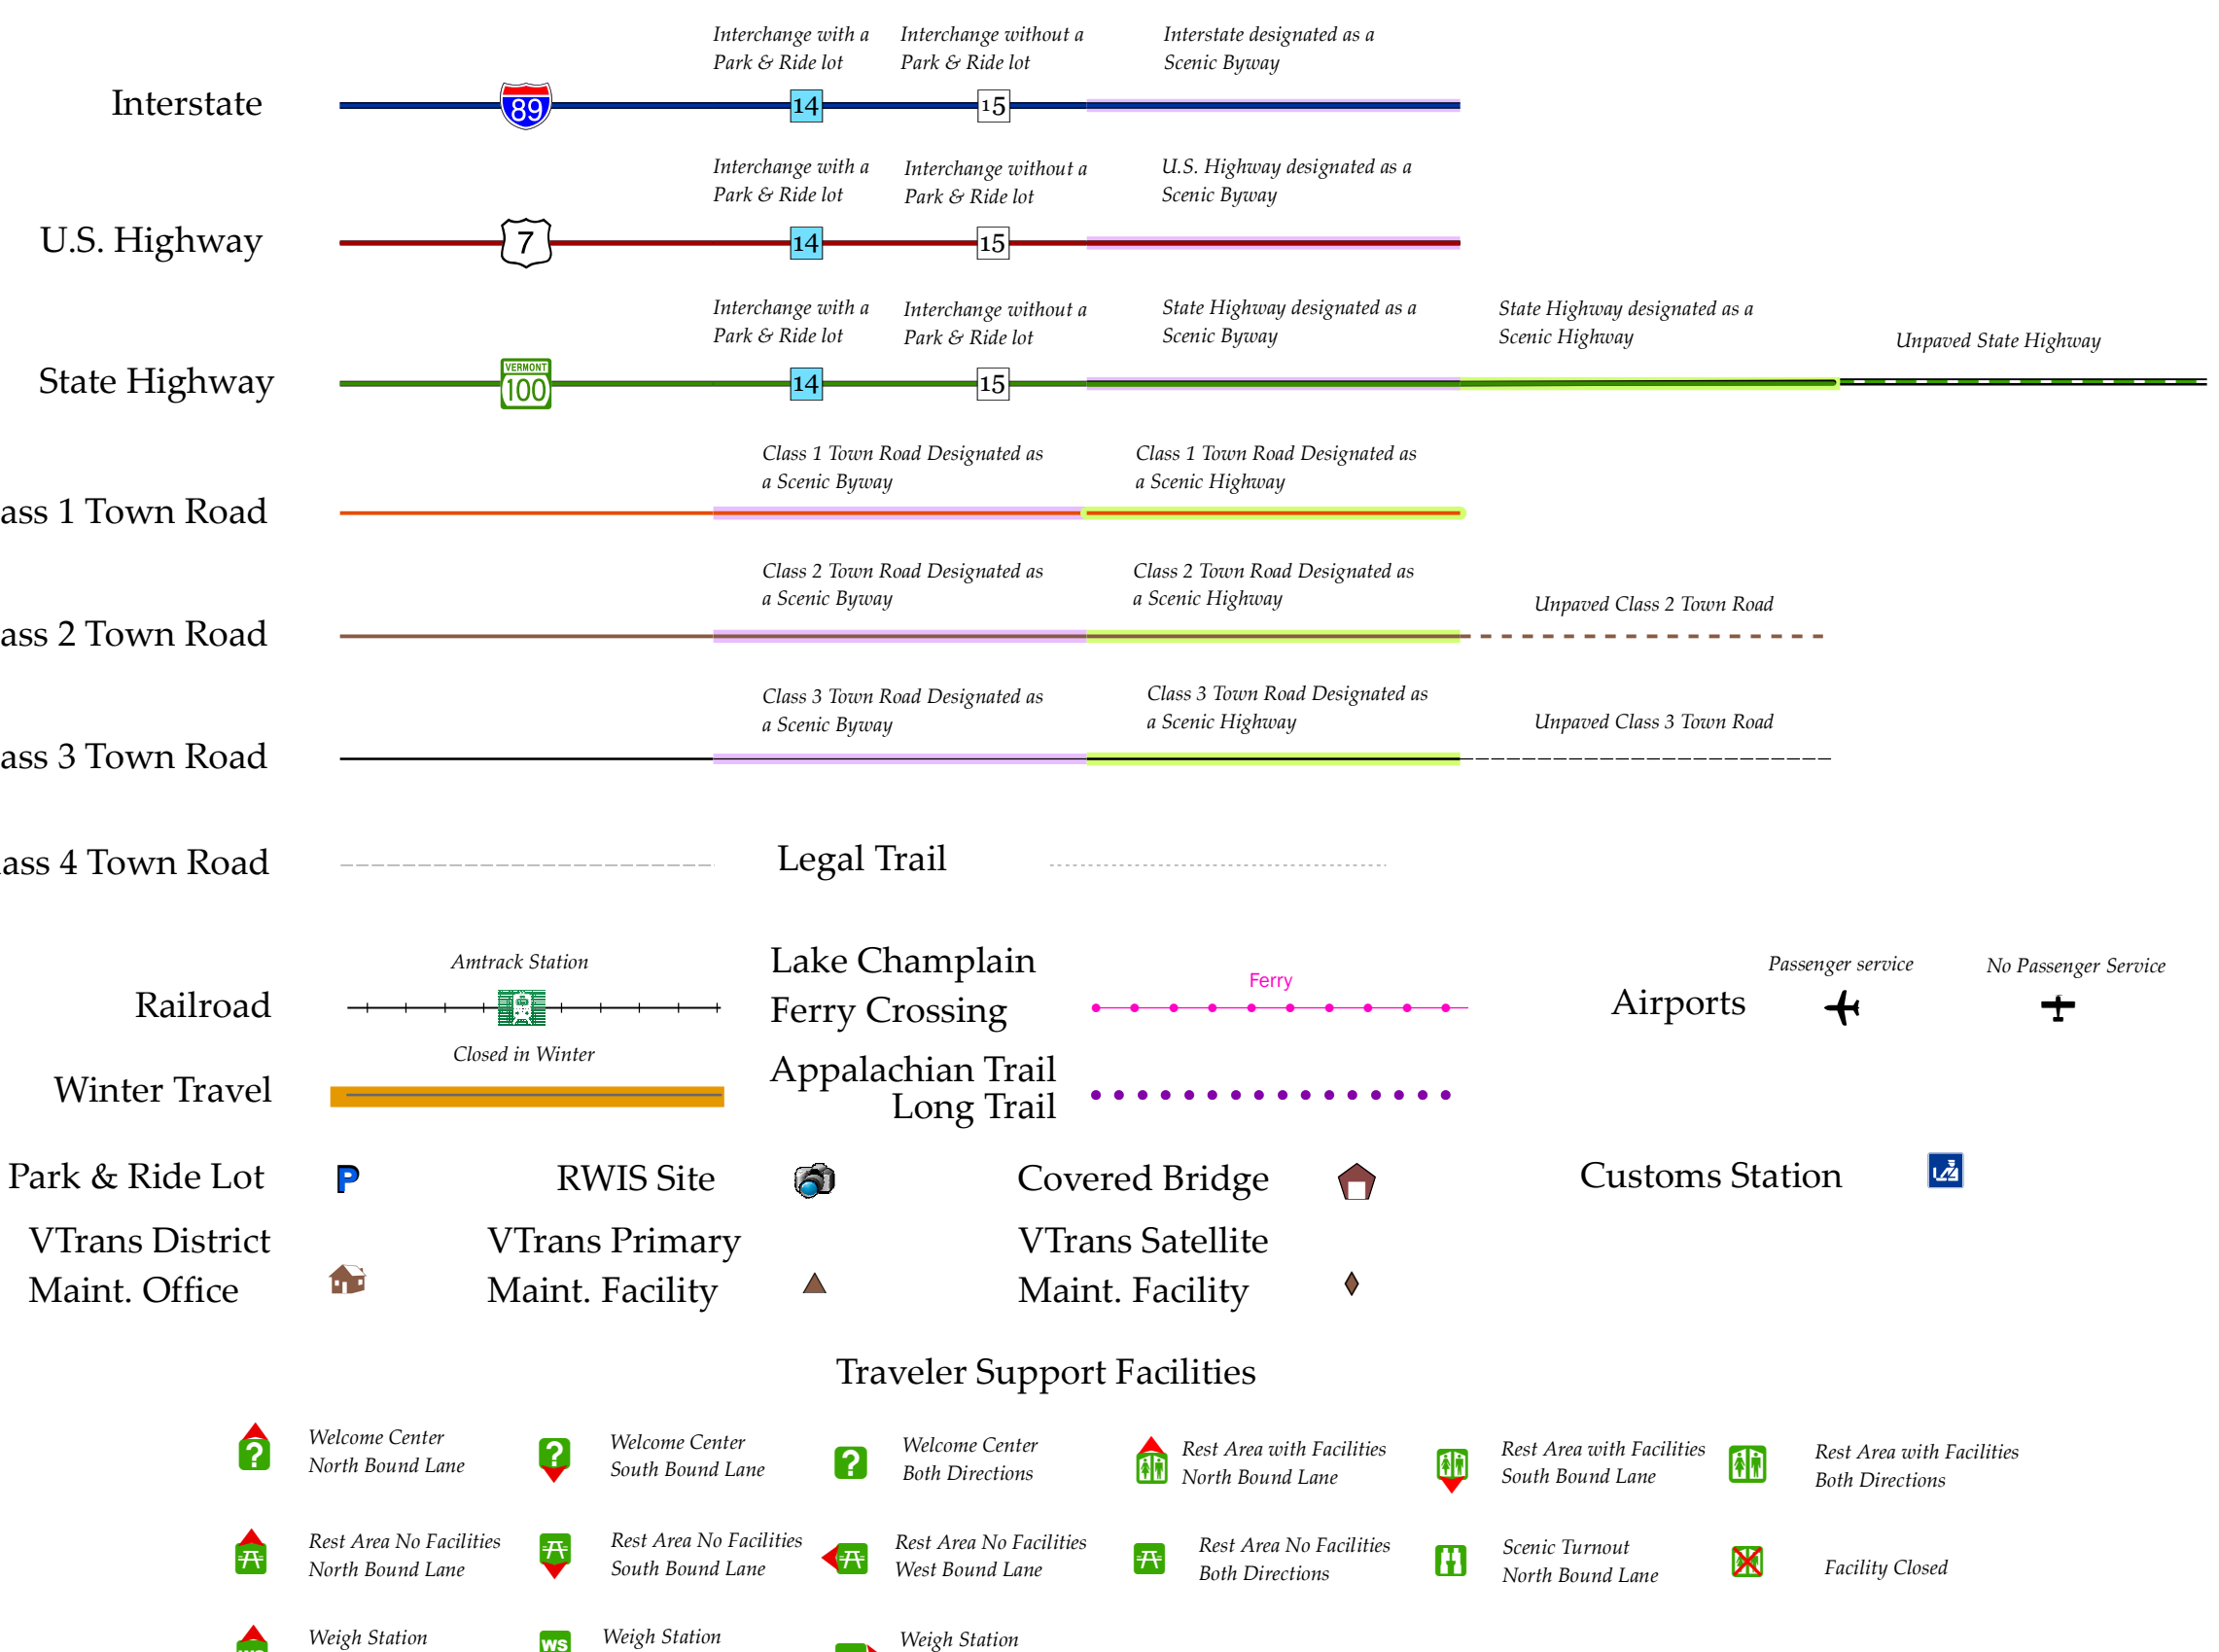 Interchange with a
Park & Ride lot
Interchange without a
Park & Ride lot
Interstate designated as a
Scenic Byway
Interstate
89
14
15
Interchange with a
Park & Ride lot
Interchange without a
Park & Ride lot
U.S. Highway designated as a
Scenic Byway
U.S. Highway
7
14
15
Interchange with a
Park & Ride lot
Interchange without a
Park & Ride lot
State Highway designated as a
Scenic Byway
State Highway designated as a
Scenic Highway
Unpaved State Highway
State Highway
VERMONT
100
14
15
Class 1 Town Road Designated as
a Scenic Byway
Class 1 Town Road Designated as
a Scenic Highway
ass 1 Town Road
Class 2 Town Road Designated as
a Scenic Byway
Class 2 Town Road Designated as
a Scenic Highway
Unpaved Class 2 Town Road
ass 2 Town Road
Class 3 Town Road Designated as
a Scenic Byway
Class 3 Town Road Designated as
a Scenic Highway
Unpaved Class 3 Town Road
ass 3 Town Road
ass 4 Town Road
Legal Trail
Amtrack Station
Railroad
Lake Champlain
Ferry Crossing
Ferry
Airports
Passenger service
No Passenger Service
Closed in Winter
Winter Travel
Appalachian Trail
Long Trail
Park & Ride Lot
P
RWIS Site
Covered Bridge
Customs Station
VTrans District
Maint. Office
VTrans Primary
Maint. Facility
VTrans Satellite
Maint. Facility
Traveler Support Facilities
?
Welcome Center
North Bound Lane
?
Welcome Center
South Bound Lane
?
Welcome Center
Both Directions
Rest Area with Facilities
North Bound Lane
Rest Area with Facilities
South Bound Lane
Rest Area with Facilities
Both Directions
Rest Area No Facilities
North Bound Lane
Rest Area No Facilities
South Bound Lane
Rest Area No Facilities
West Bound Lane
Rest Area No Facilities
Both Directions
Scenic Turnout
North Bound Lane
Facility Closed
Weigh Station
WS
Weigh Station
Weigh Station